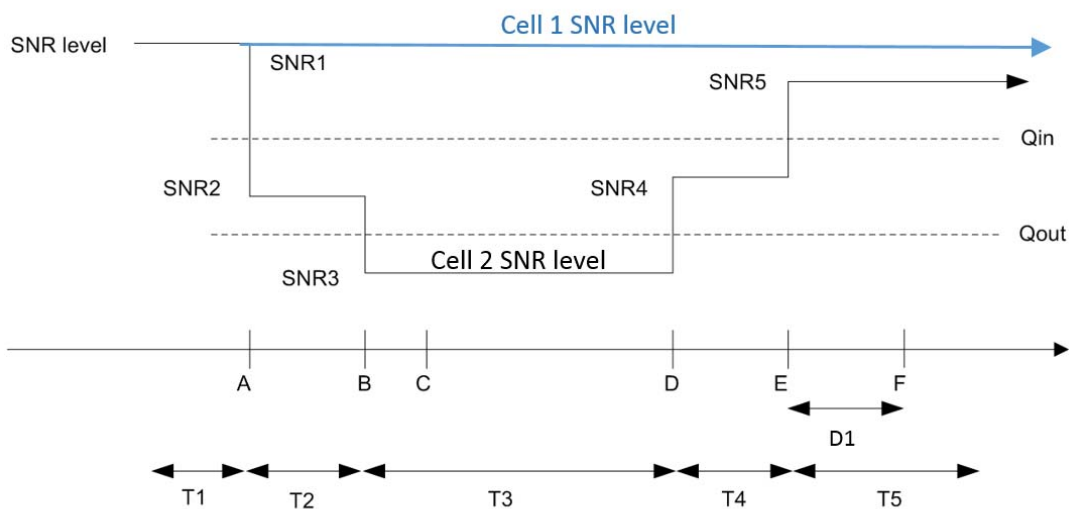 Cell 1 SNR level
SNR level
SNR1
SNR5
Qin
SNR2
SNR4
Qout
SNR3
Cell 2 SNR level
A
B
C
D
E
F
D1
T1
T2
T3
T4
T5